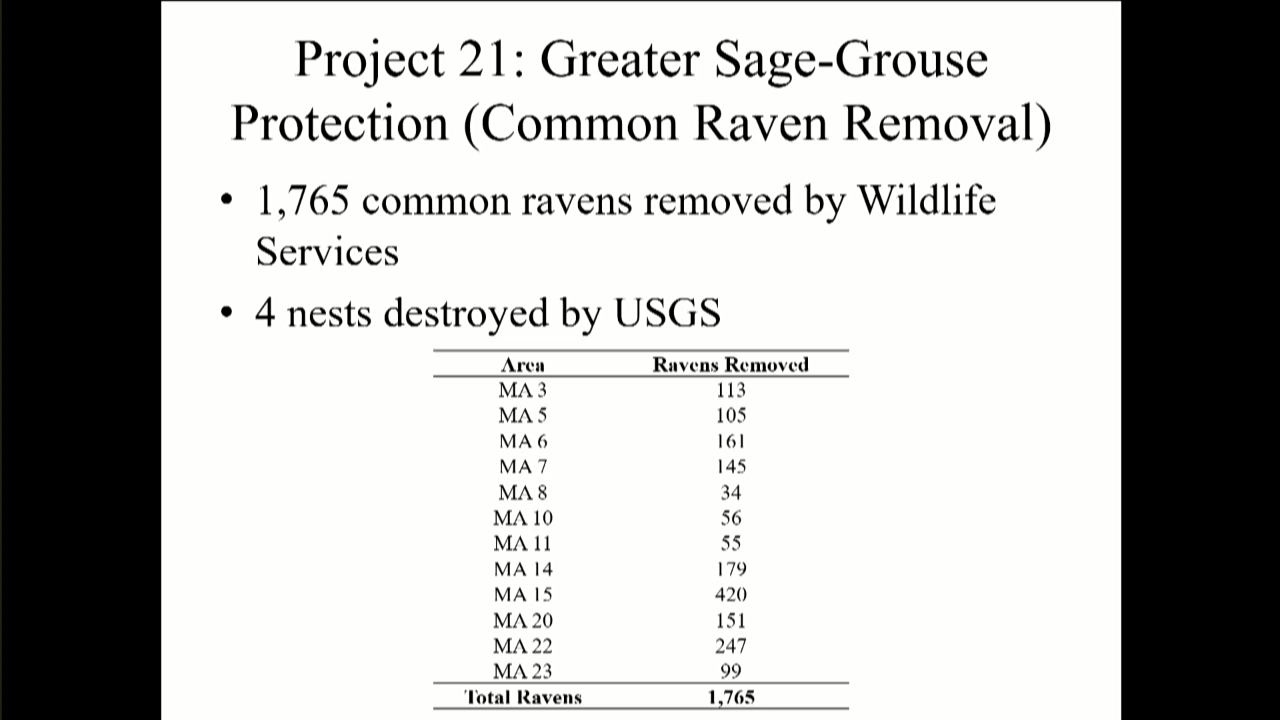 Project 21: Greater Sage-Grouse
Protection (Common Raven Removal)
• 1,765 common ravens removed by Wildlife
Services
• 4 nests destroyed by USGS
Area Ravens Removed
MA 3 113
MA 5 105
MA 6 161
MA 7 145
MA 8 34
MA 10 56
MA 11 55
MA 14 179
MA 15 420
MA 20 151
MA 22 247
MA 23 99
Total Ravens 1,765